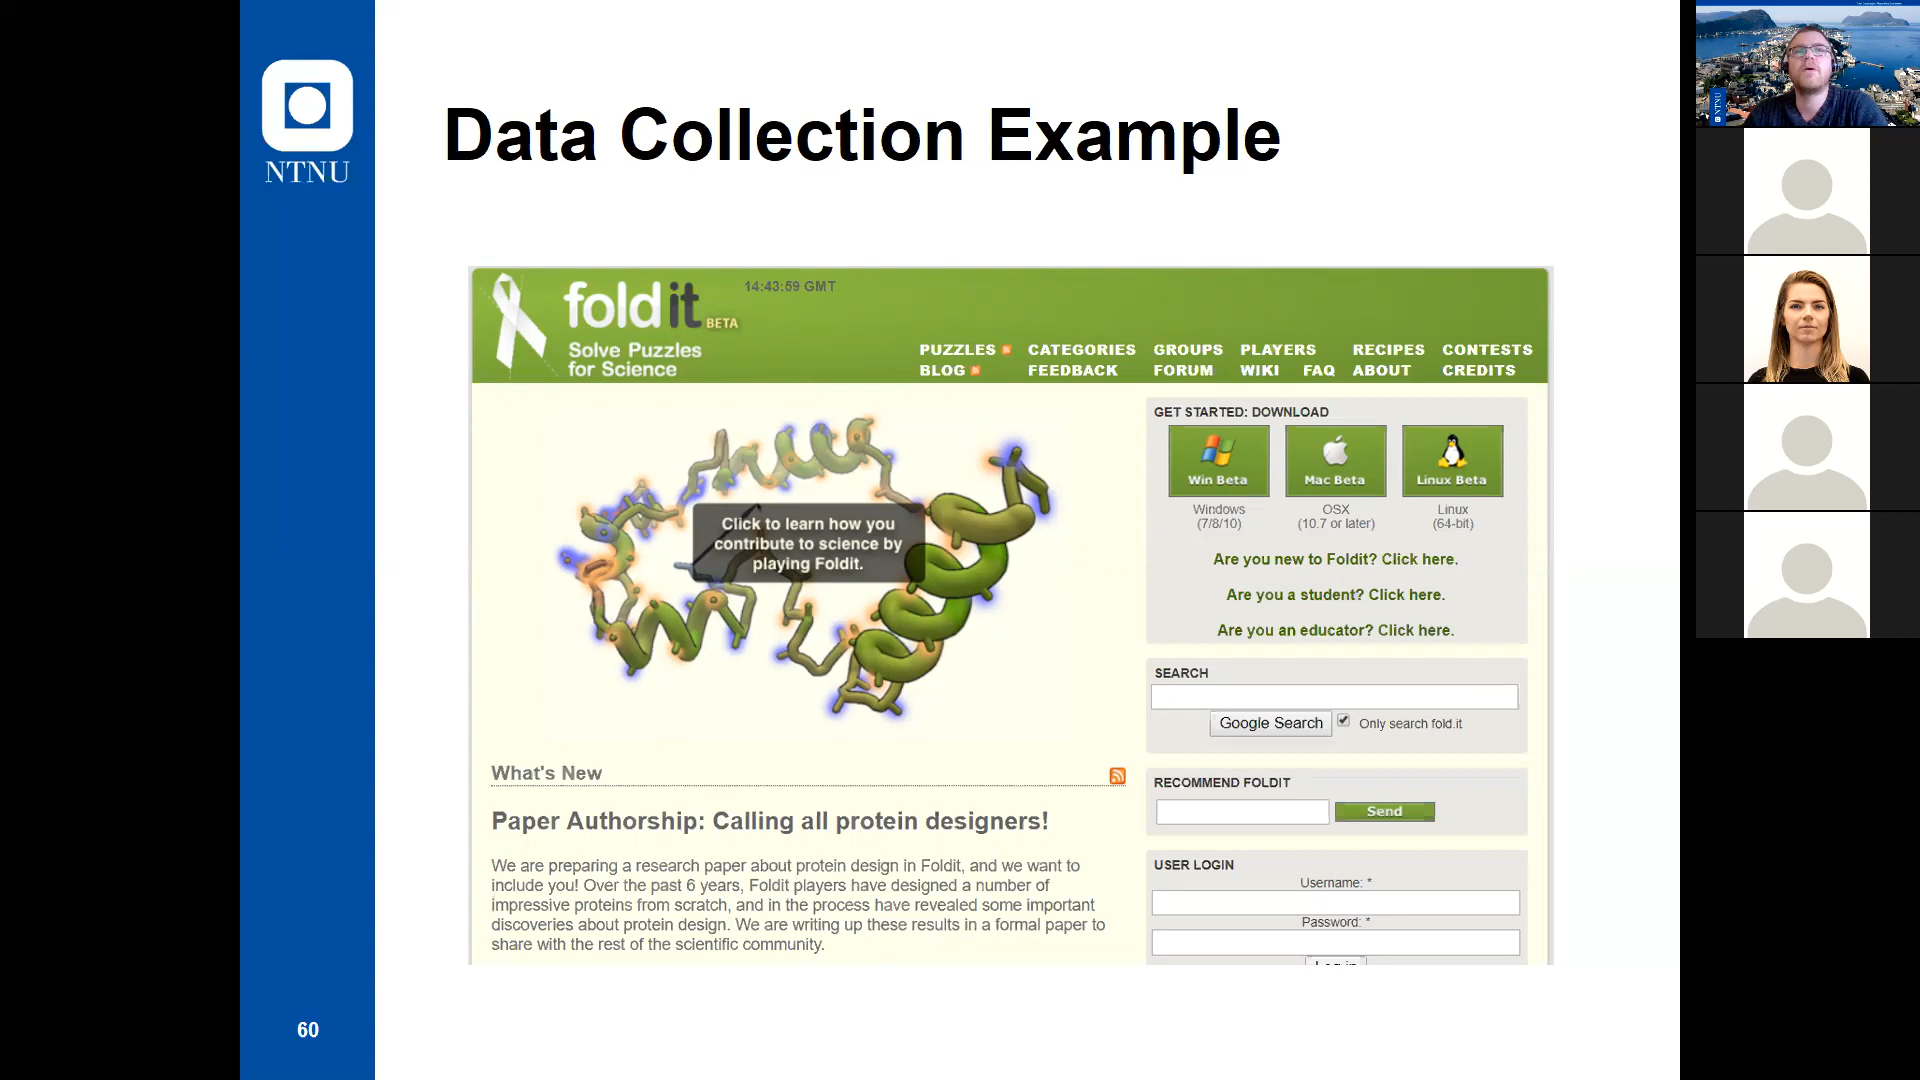 NTNU
Data Collection Example
foldit BETA
14:43:59 GMT
Solve Puzzles
for Science
PUZZLES CATEGORIES GROUPS PLAYERS RECIPES CONTESTS
BLOG FEEDBACK FORUM WIKI FAQ ABOUT CREDITS
Click to learn how you
contribute to science by
playing Foldit.
GET STARTED: DOWNLOAD
Win Beta Mac Beta Linux Beta
Windows OSX Linux
(7/8/10) (10.7 or later) (64-bit)
Are you new to Foldit? Click here.
Are you a student? Click here.
Are you an educator? Click here.
SEARCH
Google Search Only search fold.it
RECOMMEND FOLDIT
Send
USER LOGIN
Username: *
Password: *
Log in
What's New
Paper Authorship: Calling all protein designers!
We are preparing a research paper about protein design in Foldit, and we want to
include you! Over the past 6 years, Foldit players have designed a number of
impressive proteins from scratch, and in the process have revealed some important
discoveries about protein design. We are writing up these results in a formal paper to
share with the rest of the scientific community.
60
NTNU